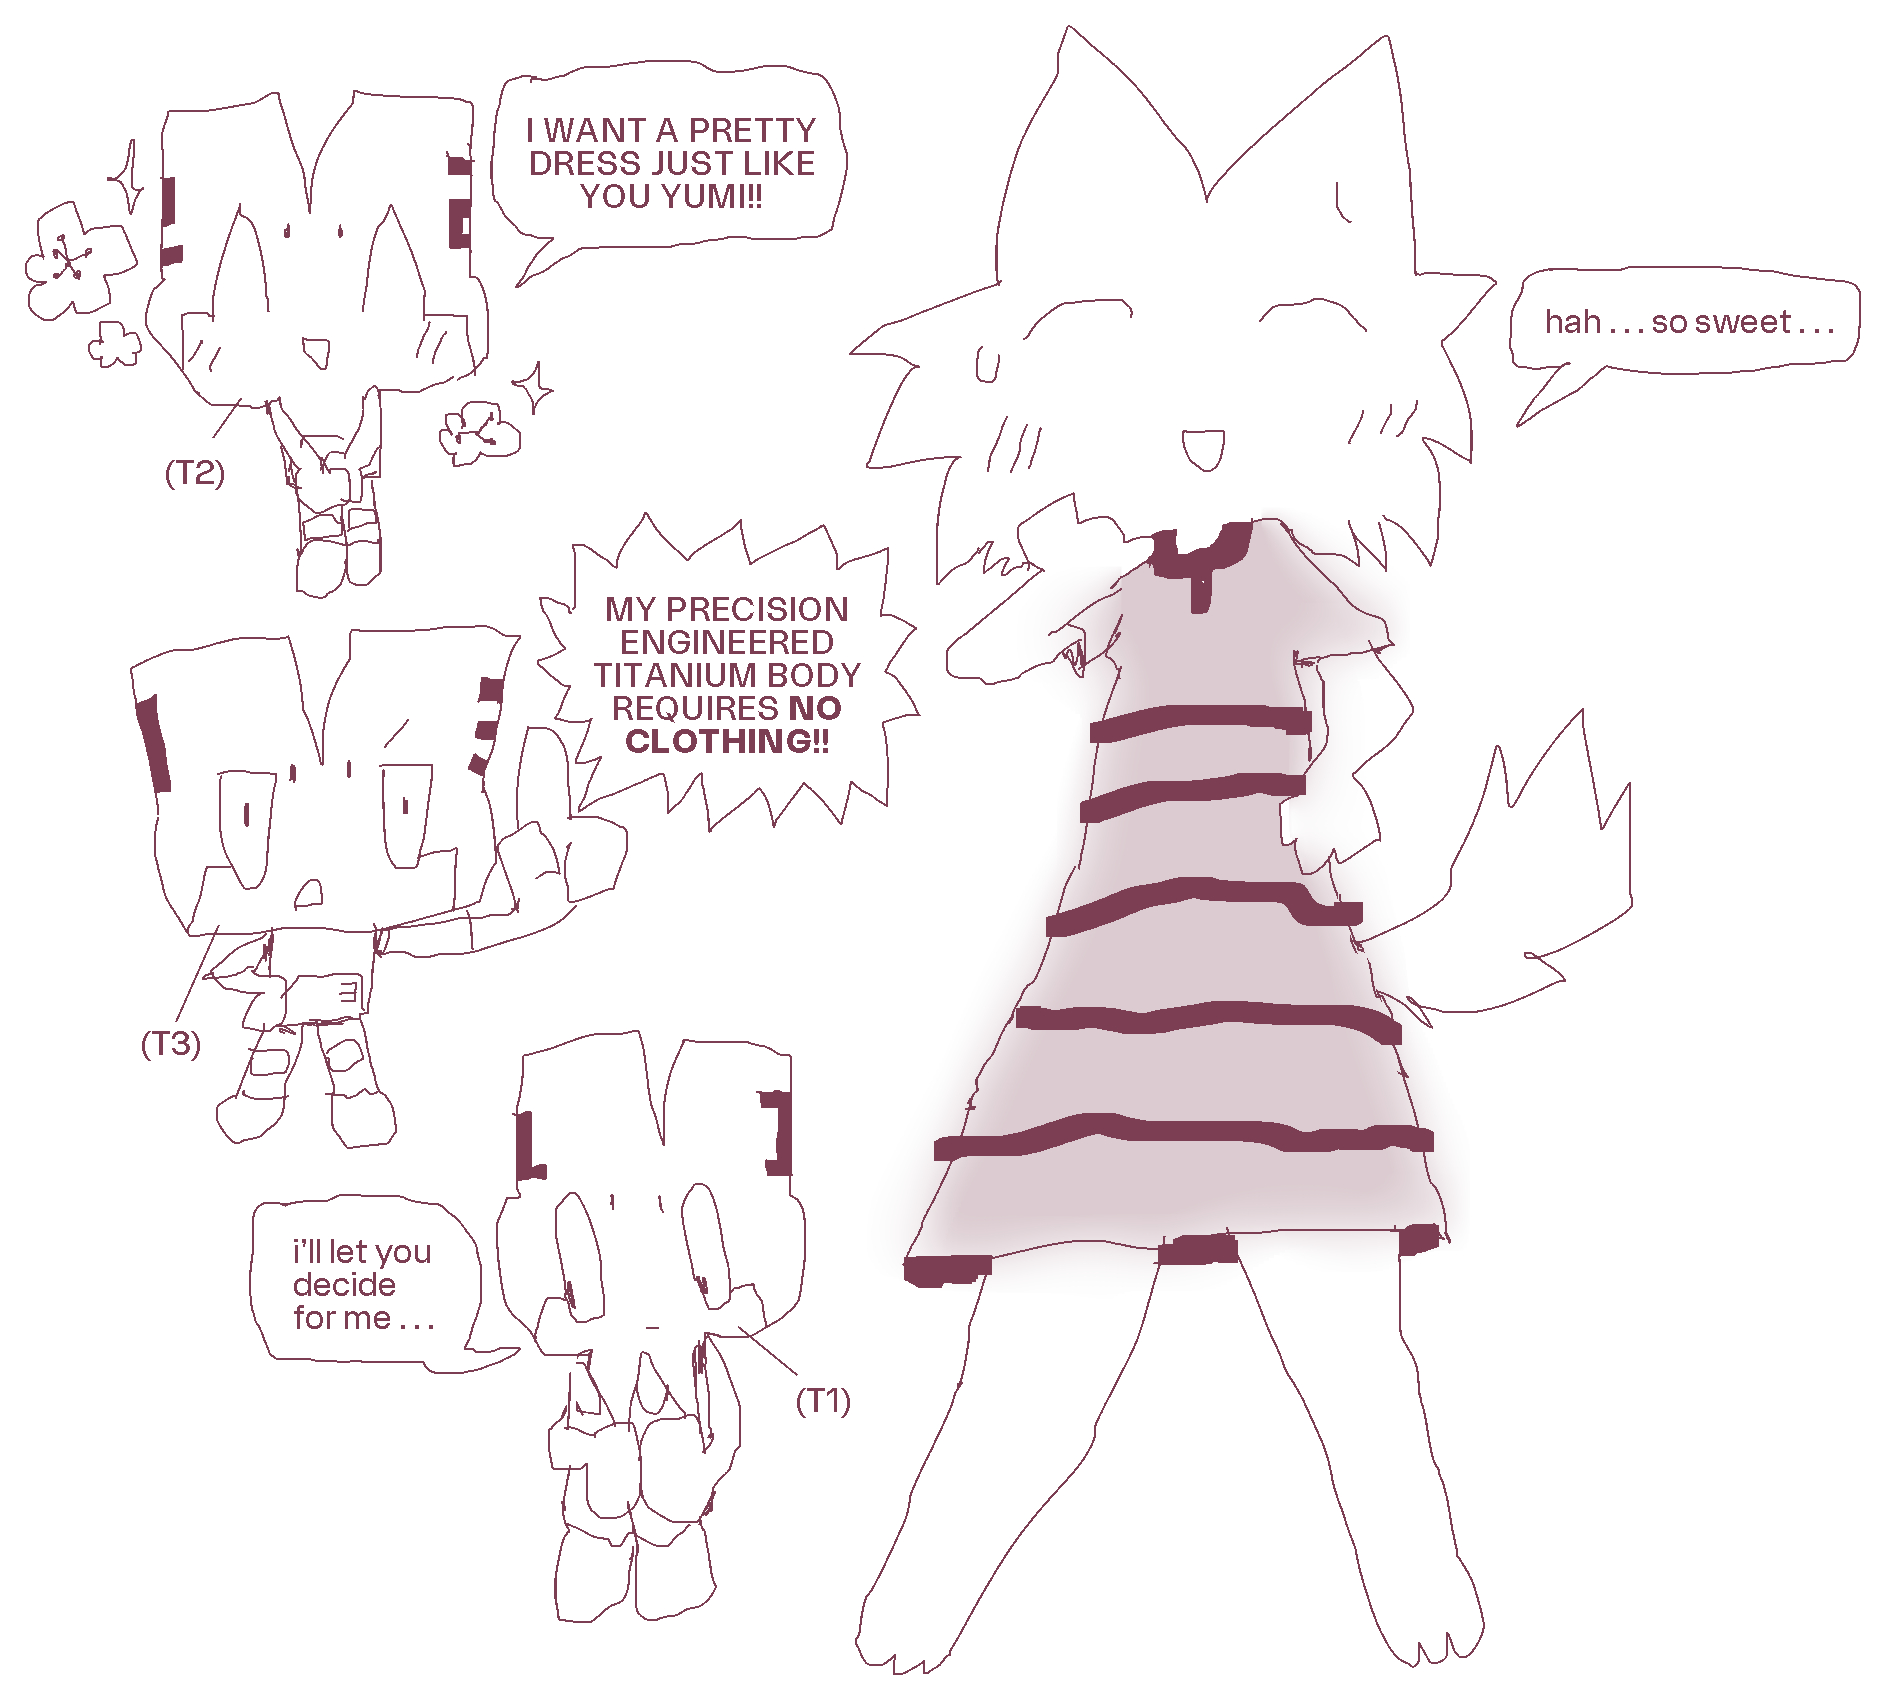 I WANT A PRETTY
DRESS JUST LIKE
YOU YUMI!!
hah . . . so sweet . . .
(T2)
MY PRECISION
ENGINEERED
TITANIUM BODY
REQUIRES NO
CLOTHING!!
(T3)
i'll let you
decide
for me . . .
(T1)